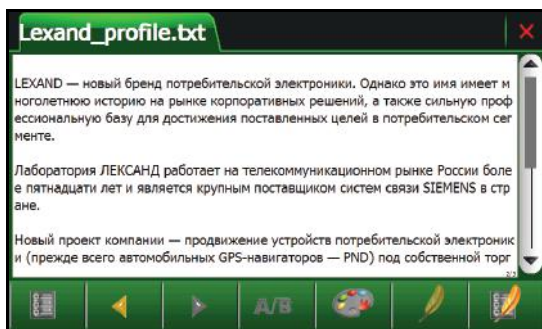 Lexand_profile.txt
LEXAND — новый бренд потребительской электроники. Однако это имя имеет м
ноголетнюю историю на рынке корпоративных решений, а также сильную проф
ессиональную базу для достижения поставленных целей в потребительском сег
менте.
Лаборатория ЛЕКСАНД работает на телекоммуникационном рынке России боле
е пятнадцати лет и является крупным поставщиком систем связи SIEMENS в стр
ане.
Новый проект компании — продвижение устройств потребительской электроник
и (прежде всего автомобильных GPS-навигаторов — PND) под собственной торг
A/B